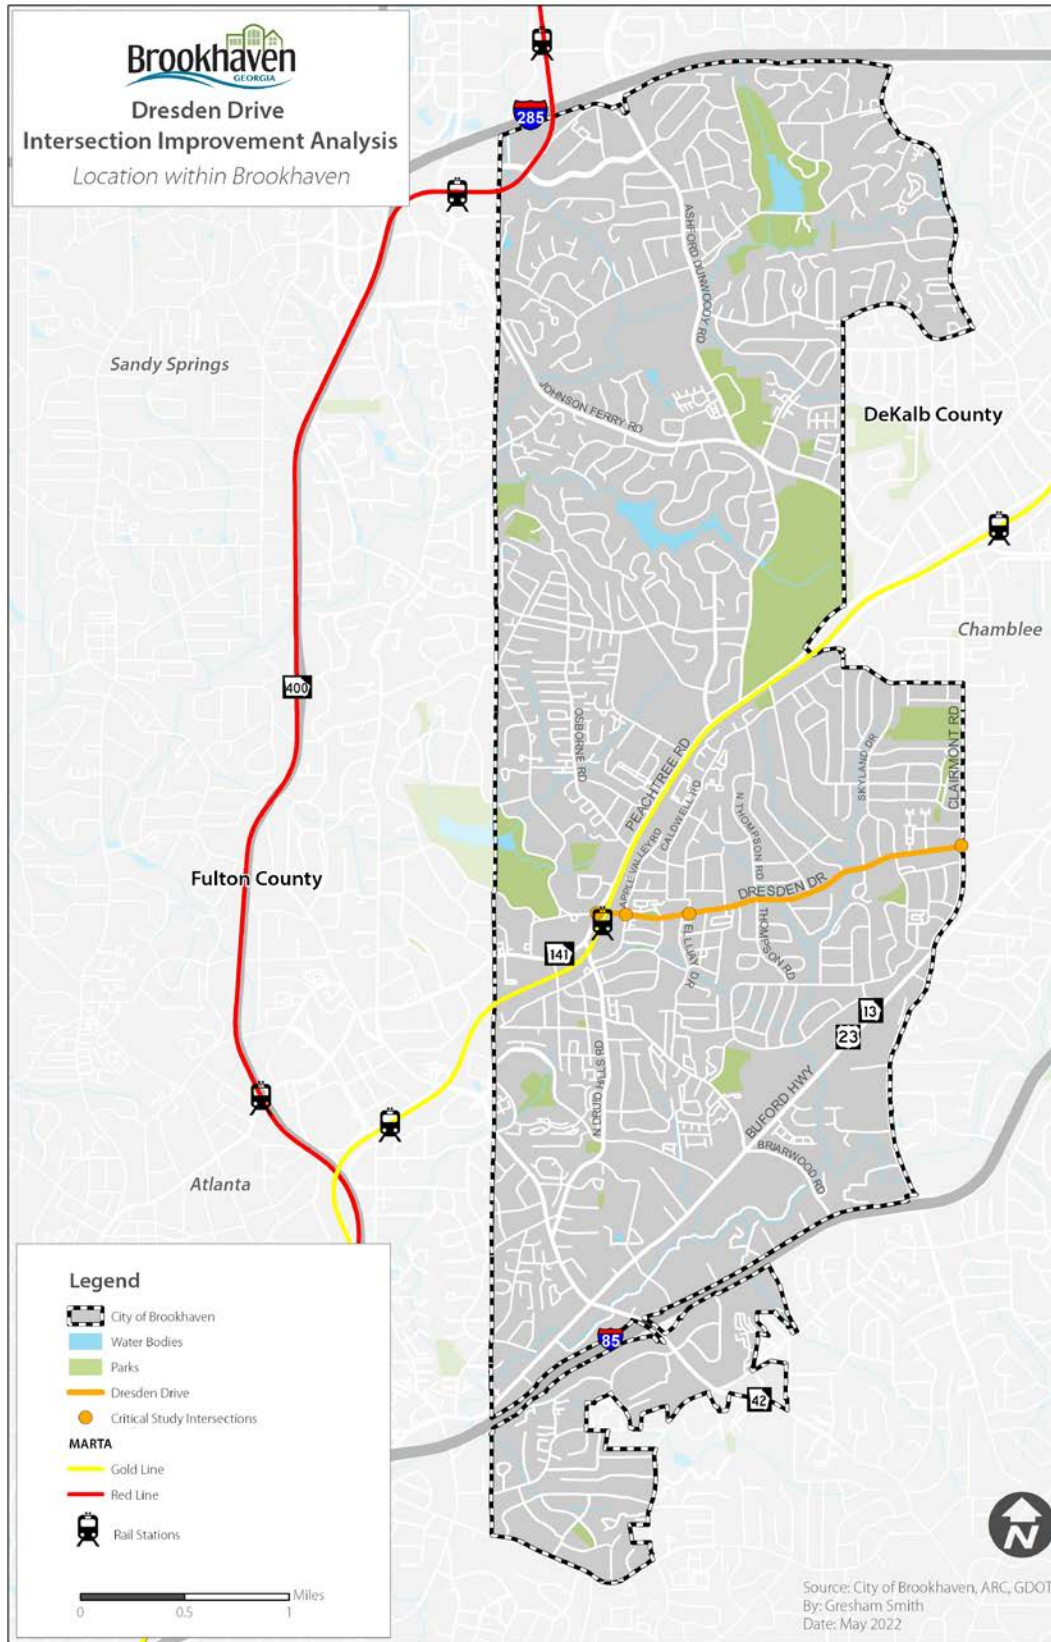 Brookhaven
GEORGIA
Dresden Drive
Intersection Improvement Analysis
Location within Brookhaven
285
ASHFORD DUNWOODY RD
Sandy Springs
JOHNSON FERRY RD
DeKalb County
Chamblee
400
OSBORNE RD
PEACHTREE RD
CALDWELL RD
APPLE VALLEY RD
N THOMPSON RD
SKYLAND DR
CLAIRMONT RD
Fulton County
DRESDEN DR
THOMPSON RD
ELLIJAY DR
141
13
23
N DRUID HILLS RD
BUFORD HWY
BRIARWOOD RD
Atlanta
85
42
Legend
City of Brookhaven
Water Bodies
Parks
Dresden Drive
Critical Study Intersections
MARTA
Gold Line
Red Line
Rail Stations
Miles
0 0.5 1
N
Source: City of Brookhaven, ARC, GDOT
By: Gresham Smith
Date: May 2022